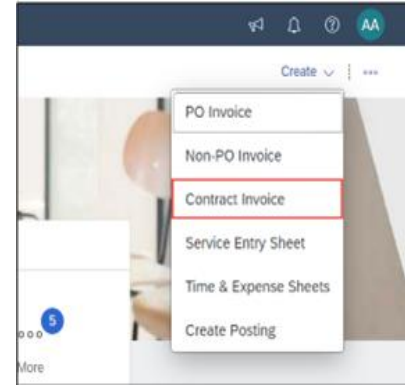 AA
Create
PO Invoice
Non-PO Invoice
Contract Invoice
Service Entry Sheet
Time & Expense Sheets
Create Posting
5
More